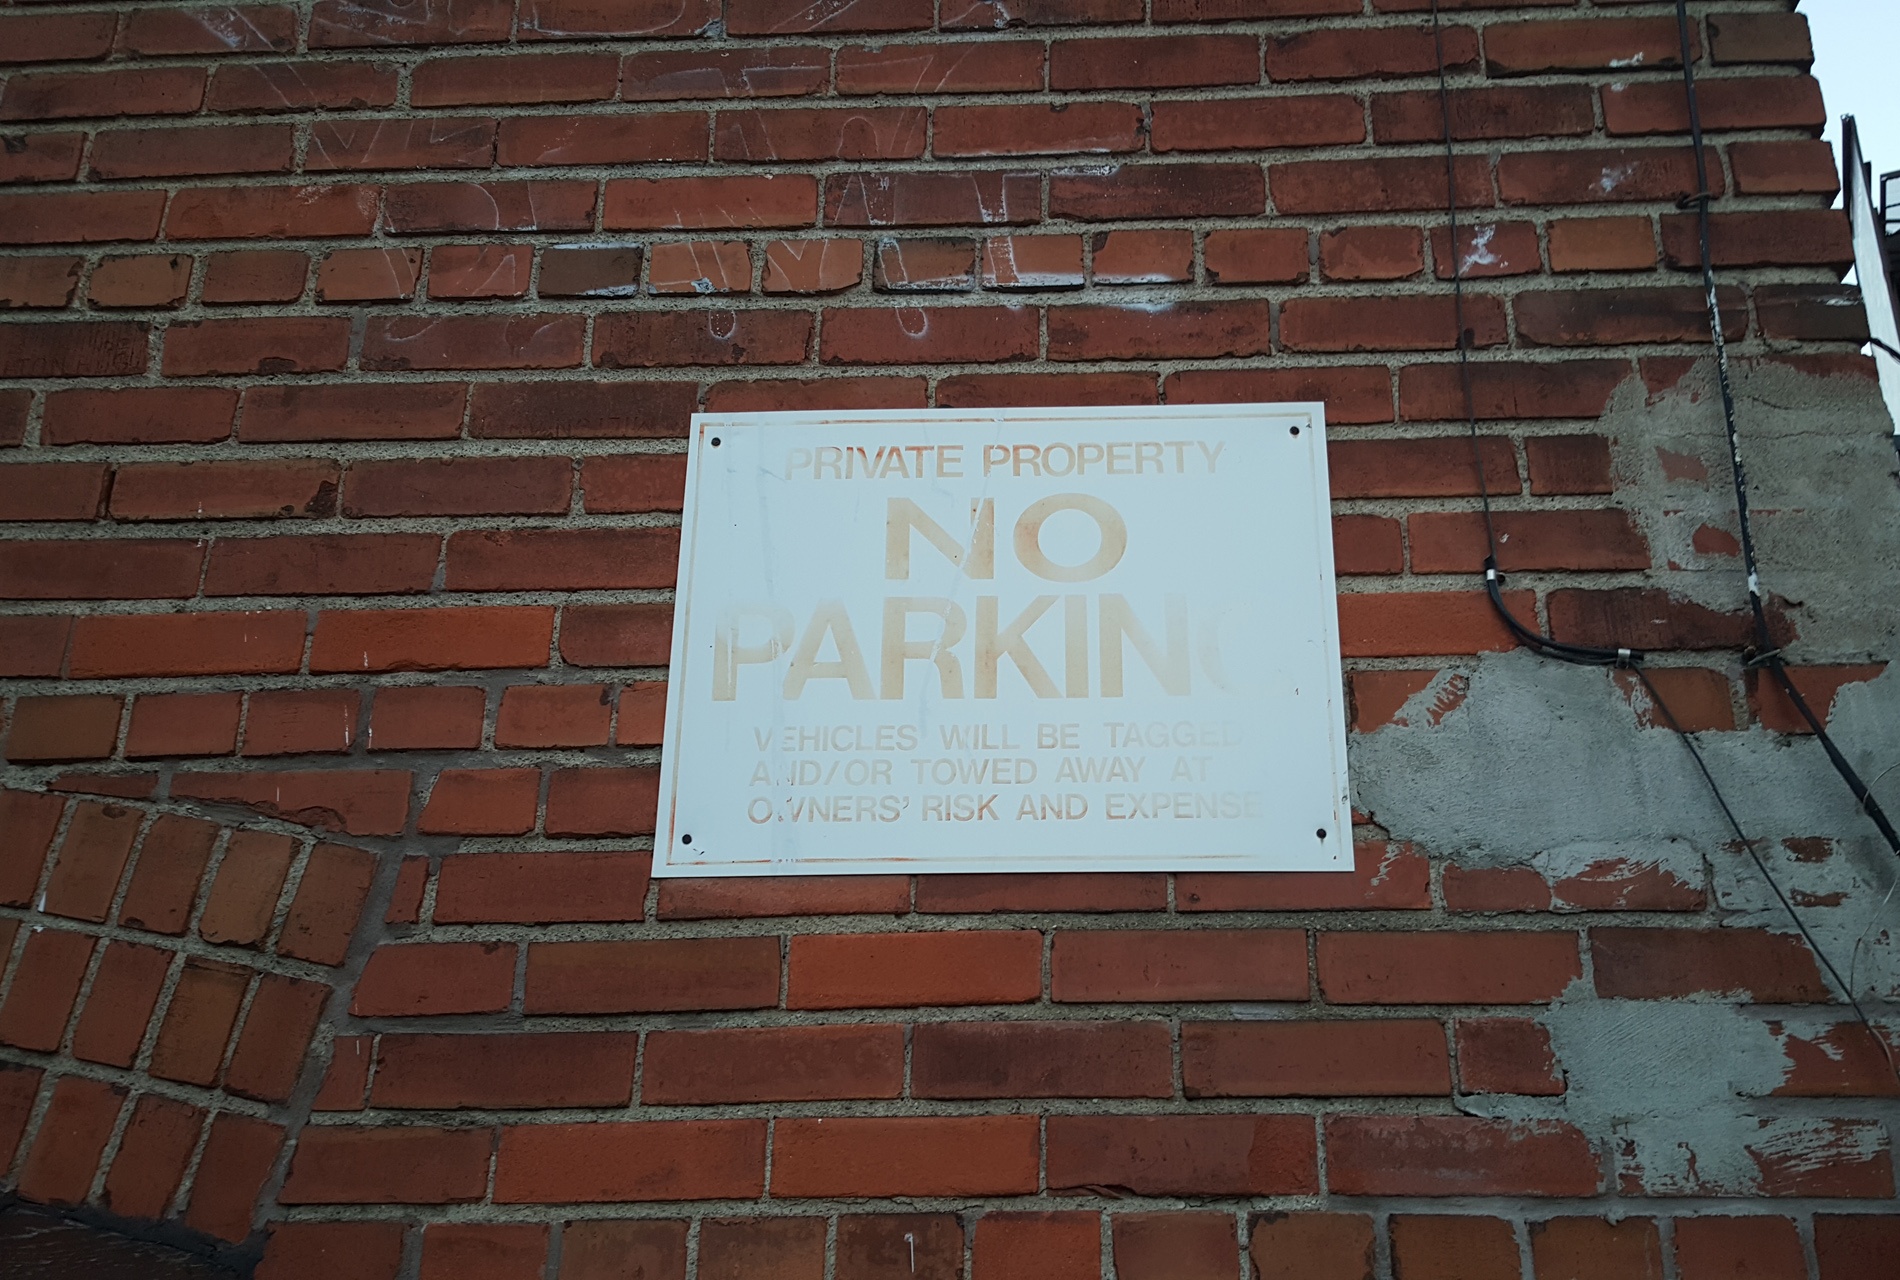 PRIVATE PROPERTY
NO
PARKING
VEHICLES WILL BE TAGGED
AND/OR TOWED AWAY AT
OWNERS' RISK AND EXPENSE